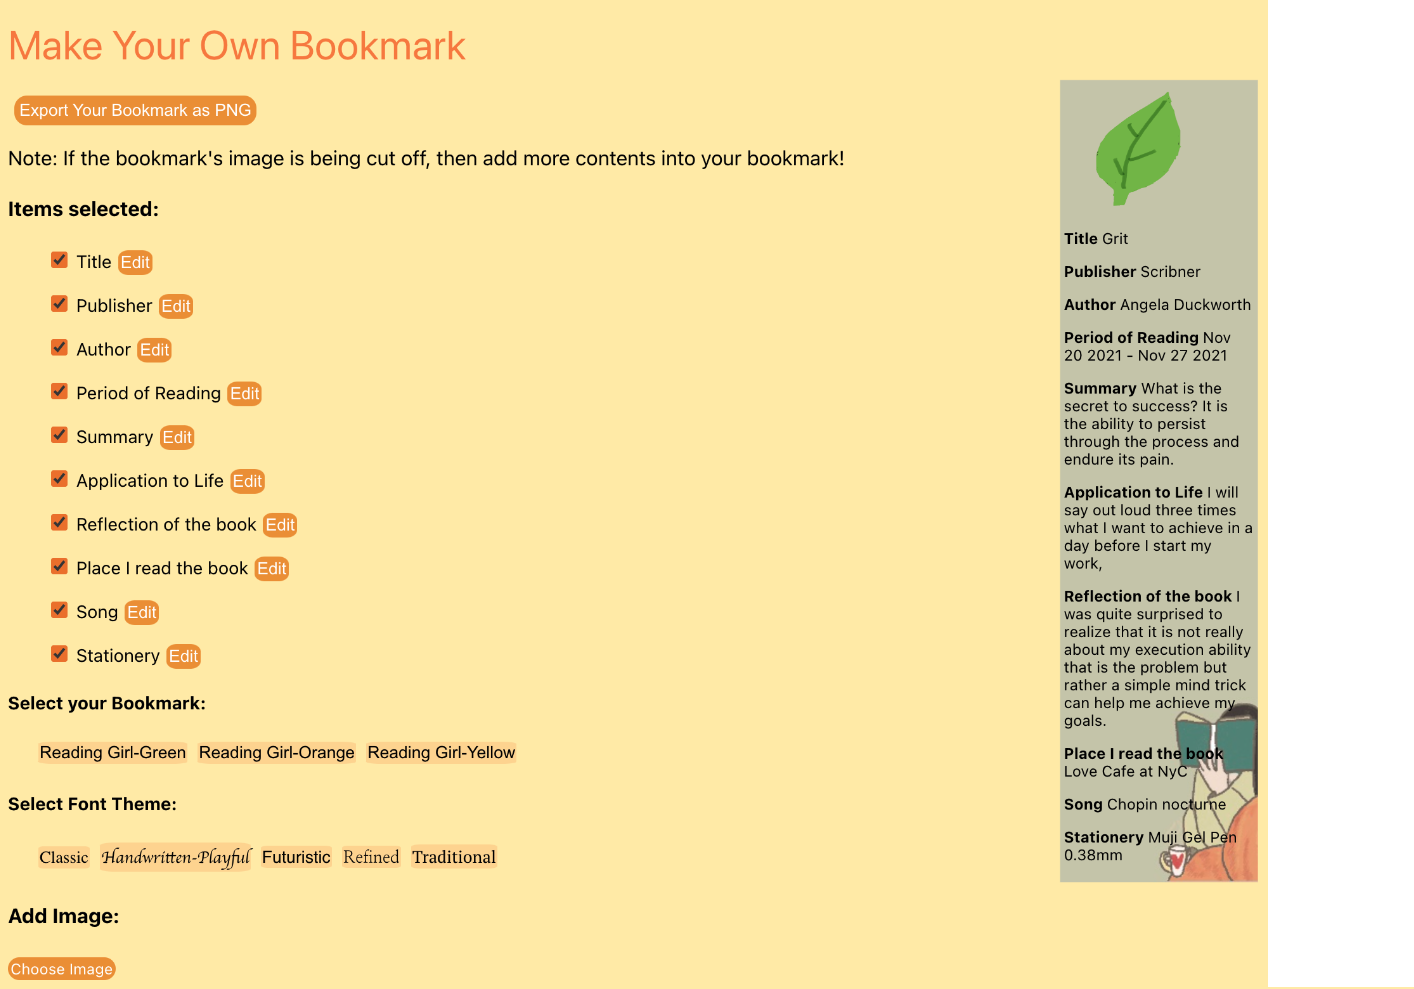 Make Your Own Bookmark
Export Your Bookmark as PNG
Note: If the bookmark's image is being cut off, then add more contents into your bookmark!
Items selected:
Title Edit
Publisher Edit
Author Edit
Period of Reading Edit
Summary Edit
Application to Life Edit
Reflection of the book Edit
Place I read the book Edit
Song Edit
Stationery Edit
Select your Bookmark:
Reading Girl-Green Reading Girl-Orange Reading Girl-Yellow
Select Font Theme:
Classic Handwritten-Playful Futuristic Refined Traditional
Add Image:
Choose Image
Title Grit
Publisher Scribner
Author Angela Duckworth
Period of Reading Nov
20 2021 - Nov 27 2021
Summary What is the
secret to success? It is
the ability to persist
through the process and
endure its pain.
Application to Life I will
say out loud three times
what I want to achieve in a
day before I start my
work,
Reflection of the book I
was quite surprised to
realize that it is not really
about my execution ability
that is the problem but
rather a simple mind trick
can help me achieve my
goals.
Place I read the book
Love Cafe at NyC
Song Chopin nocturne
Stationery Muji Gel Pen
0.38mm